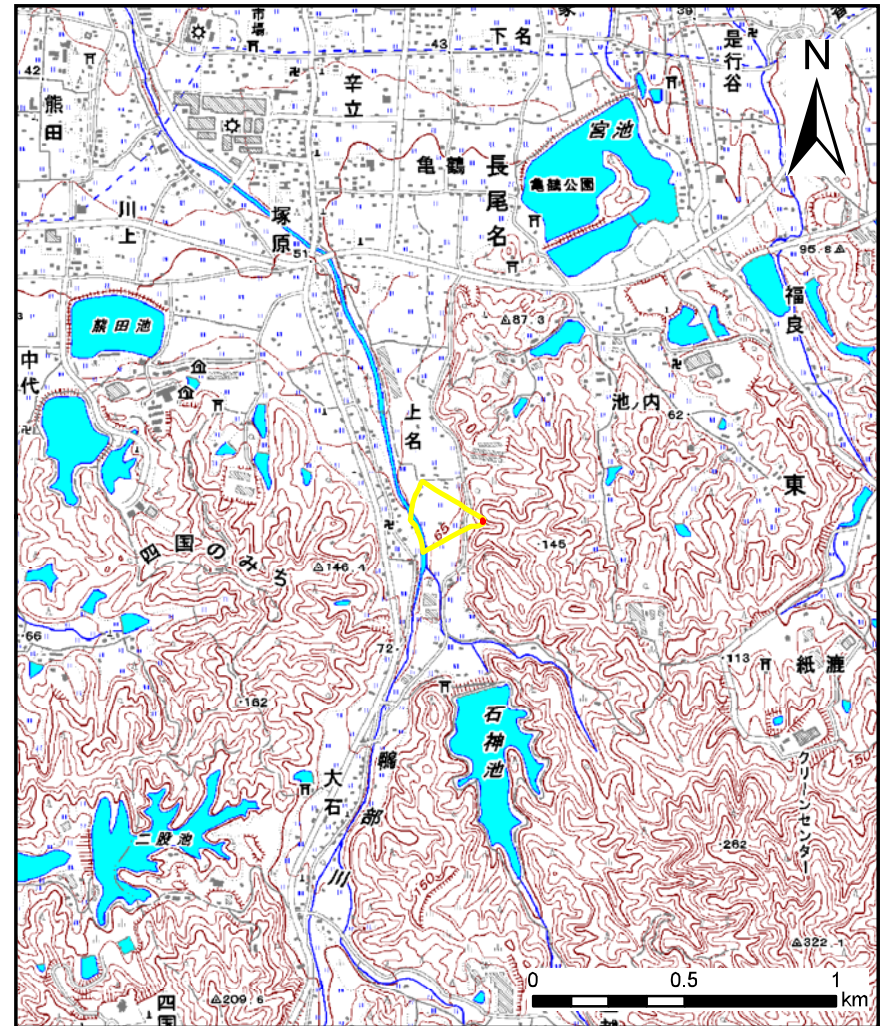 市場
下名
43
39
是行谷
N
42
熊田
辛立
宮池
亀鶴
長尾名
亀鶴公園
川上
塚原
51
95.8
福良
熊田池
87.3
中代
上名
池ノ内
62
東
65
145
四国のみち
146.1
66
72
113
紙漉
162
石神池
鴨部川
大石
クリーンセンター
150
二股池
262
150
322.1
209.6
四国
0
0.5
1
km